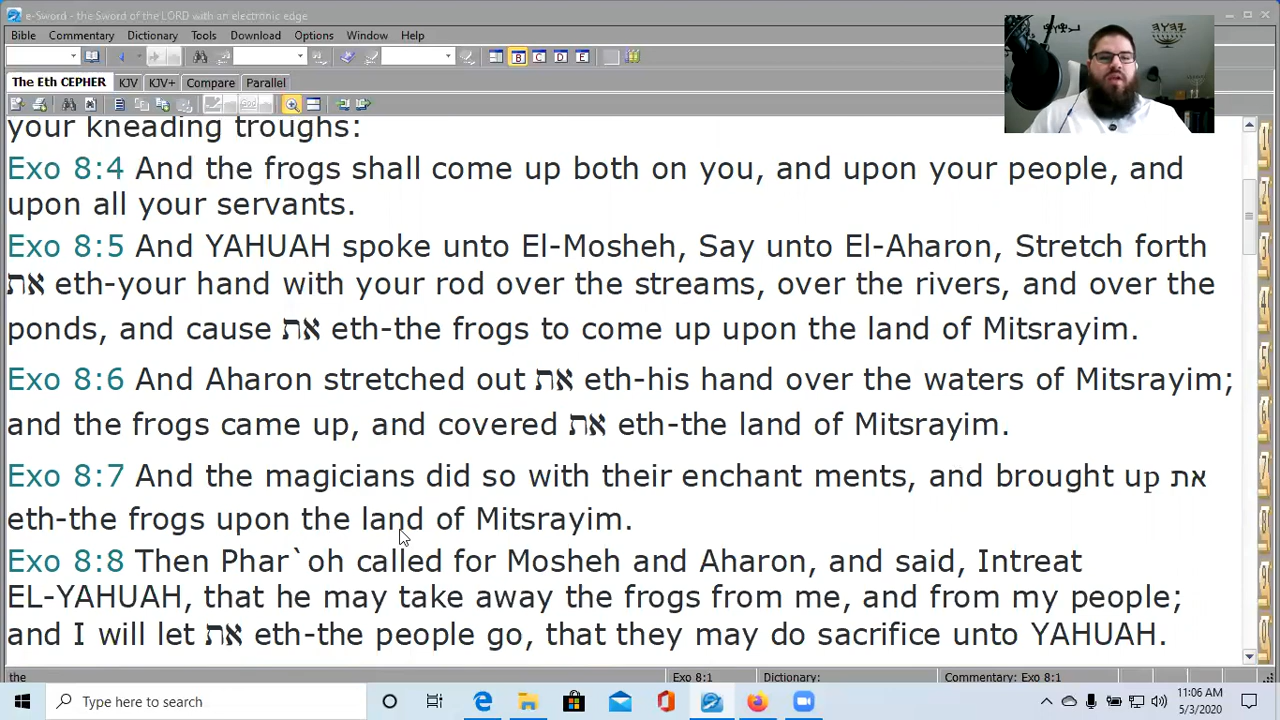 e-Sword - the Sword of the LORD with an electronic edge
Bible Commentary Dictionary Tools Download Options Window Help
B C D E
The Eth CEPHER KJV KJV+ Compare Parallel
your kneading troughs:
Exo 8:4 And the frogs shall come up both on you, and upon your people, and
upon all your servants.
Exo 8:5 And YAHUAH spoke unto El-Mosheh, Say unto El-Aharon, Stretch forth
את eth-your hand with your rod over the streams, over the rivers, and over the
ponds, and cause את eth-the frogs to come up upon the land of Mitsrayim.
Exo 8:6 And Aharon stretched out את eth-his hand over the waters of Mitsrayim;
and the frogs came up, and covered את eth-the land of Mitsrayim.
Exo 8:7 And the magicians did so with their enchant ments, and brought up את
eth-the frogs upon the land of Mitsrayim.
Exo 8:8 Then Phar`oh called for Mosheh and Aharon, and said, Intreat
EL-YAHUAH, that he may take away the frogs from me, and from my people;
and I will let את eth-the people go, that they may do sacrifice unto YAHUAH.
the Exo 8:1 Dictionary: Commentary: Exo 8:1
Type here to search
11:06 AM
5/3/2020